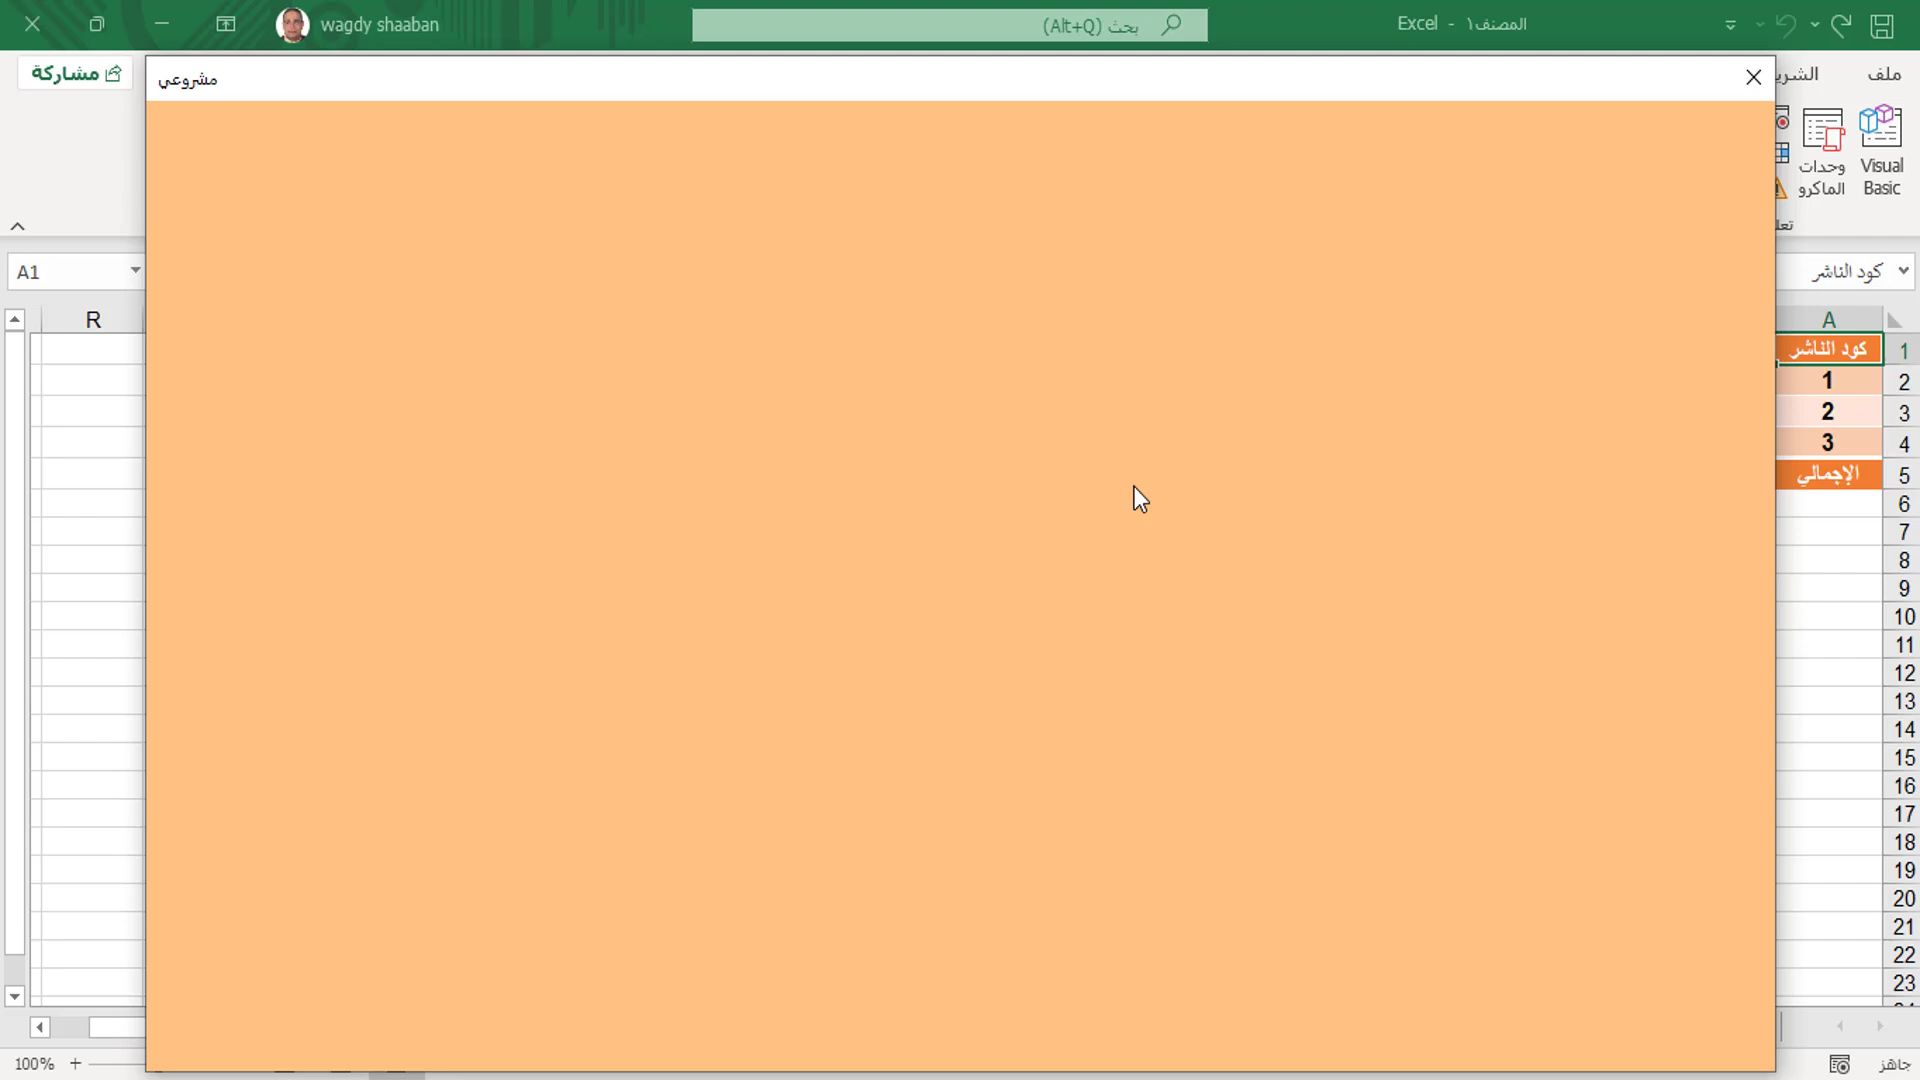 المصنف١ - Excel
بحث (Alt+Q)
wagdy shaaban
ملف
مشاركة
مشروعي
Visual Basic
وحدات الماكرو
A1
كود الناشر
R
A
1 كود الناشر
2 1
3 2
4 3
5 الإجمالي
6
7
8
9
10
11
12
13
14
15
16
17
18
19
20
21
22
23
جاهز
100%